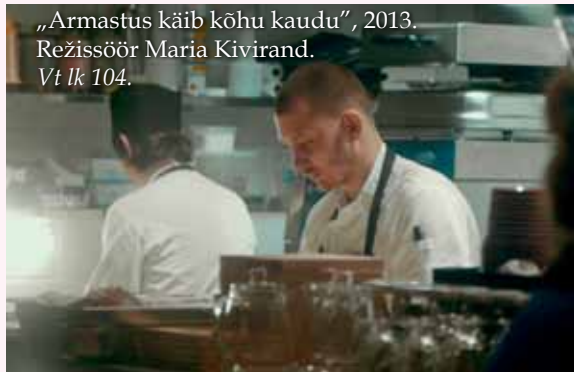 „Armastus käib kõhu kaudu”, 2013.
Režissöör Maria Kivirand.
Vt lk 104.